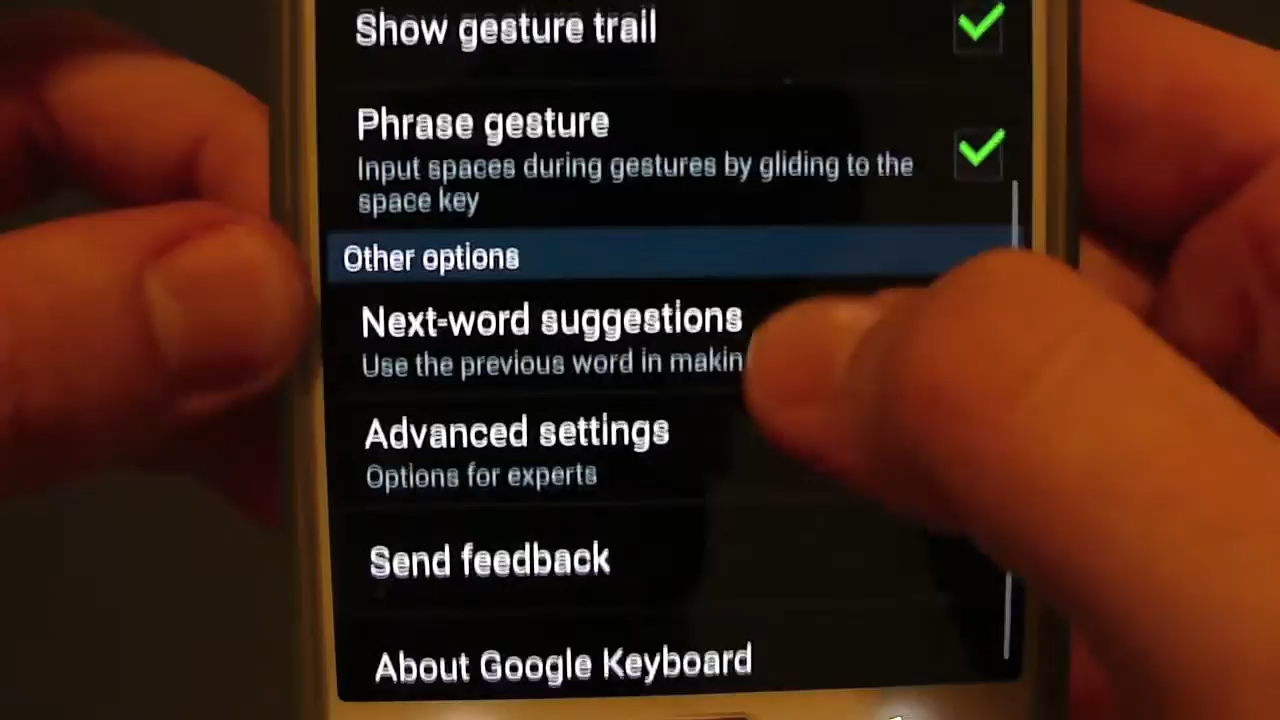 Show gesture trail
Phrase gesture
Input spaces during gestures by gliding to the
space key
Other options
Next-word suggestions
Use the previous word in makin
Advanced settings
Options for experts
Send feedback
About Google Keyboard